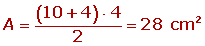 A = (10+4)·4 / 2 = 28 cm²